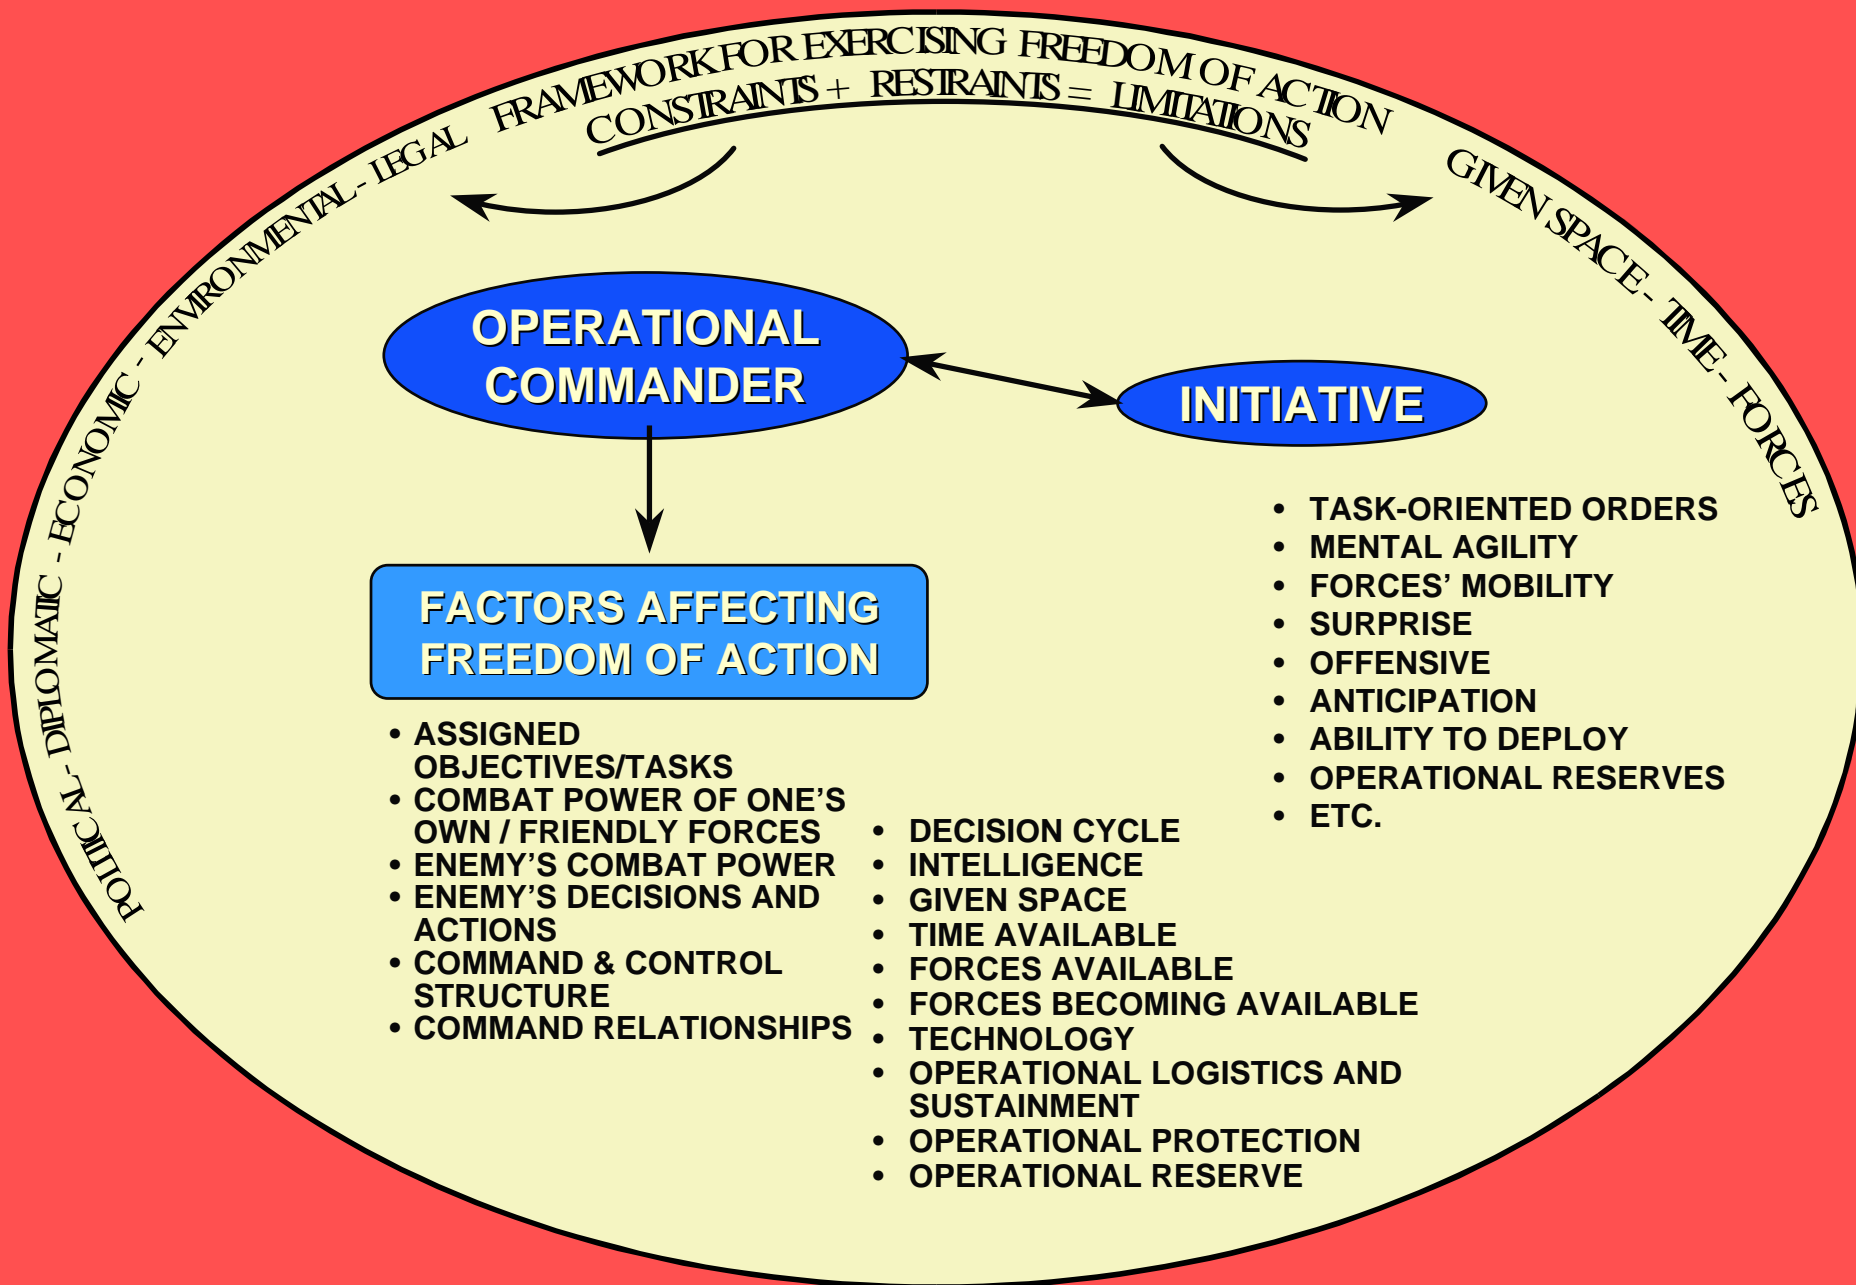 POLITICAL - DIPLOMATIC - ECONOMIC - ENVIRONMENTAL - LEGAL FRAMEWORK FOR EXERCISING FREEDOM OF ACTION GIVEN SPACE - TIME - FORCES
CONSTRAINTS + RESTRAINTS = LIMITATIONS
OPERATIONAL
COMMANDER
INITIATIVE
• TASK-ORIENTED ORDERS
• MENTAL AGILITY
• FORCES’ MOBILITY
• SURPRISE
• OFFENSIVE
• ANTICIPATION
• ABILITY TO DEPLOY
• OPERATIONAL RESERVES
• ETC.
FACTORS AFFECTING
FREEDOM OF ACTION
• ASSIGNED
OBJECTIVES/TASKS
• COMBAT POWER OF ONE’S
OWN / FRIENDLY FORCES
• ENEMY’S COMBAT POWER
• ENEMY’S DECISIONS AND
ACTIONS
• COMMAND & CONTROL
STRUCTURE
• COMMAND RELATIONSHIPS
• DECISION CYCLE
• INTELLIGENCE
• GIVEN SPACE
• TIME AVAILABLE
• FORCES AVAILABLE
• FORCES BECOMING AVAILABLE
• TECHNOLOGY
• OPERATIONAL LOGISTICS AND
SUSTAINMENT
• OPERATIONAL PROTECTION
• OPERATIONAL RESERVE